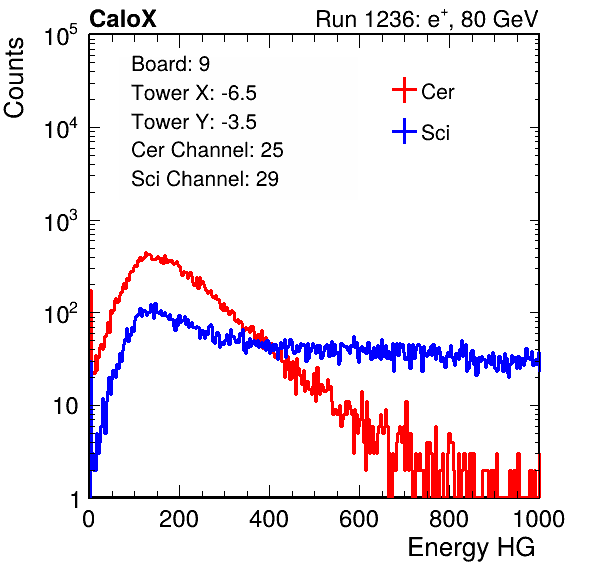 CaloX Run 1236: e⁺, 80 GeV
Counts
Board: 9
Tower X: -6.5
Tower Y: -3.5
Cer Channel: 25
Sci Channel: 29
Cer
Sci
10⁵
10⁴
10³
10²
10
1
0 200 400 600 800 1000
Energy HG